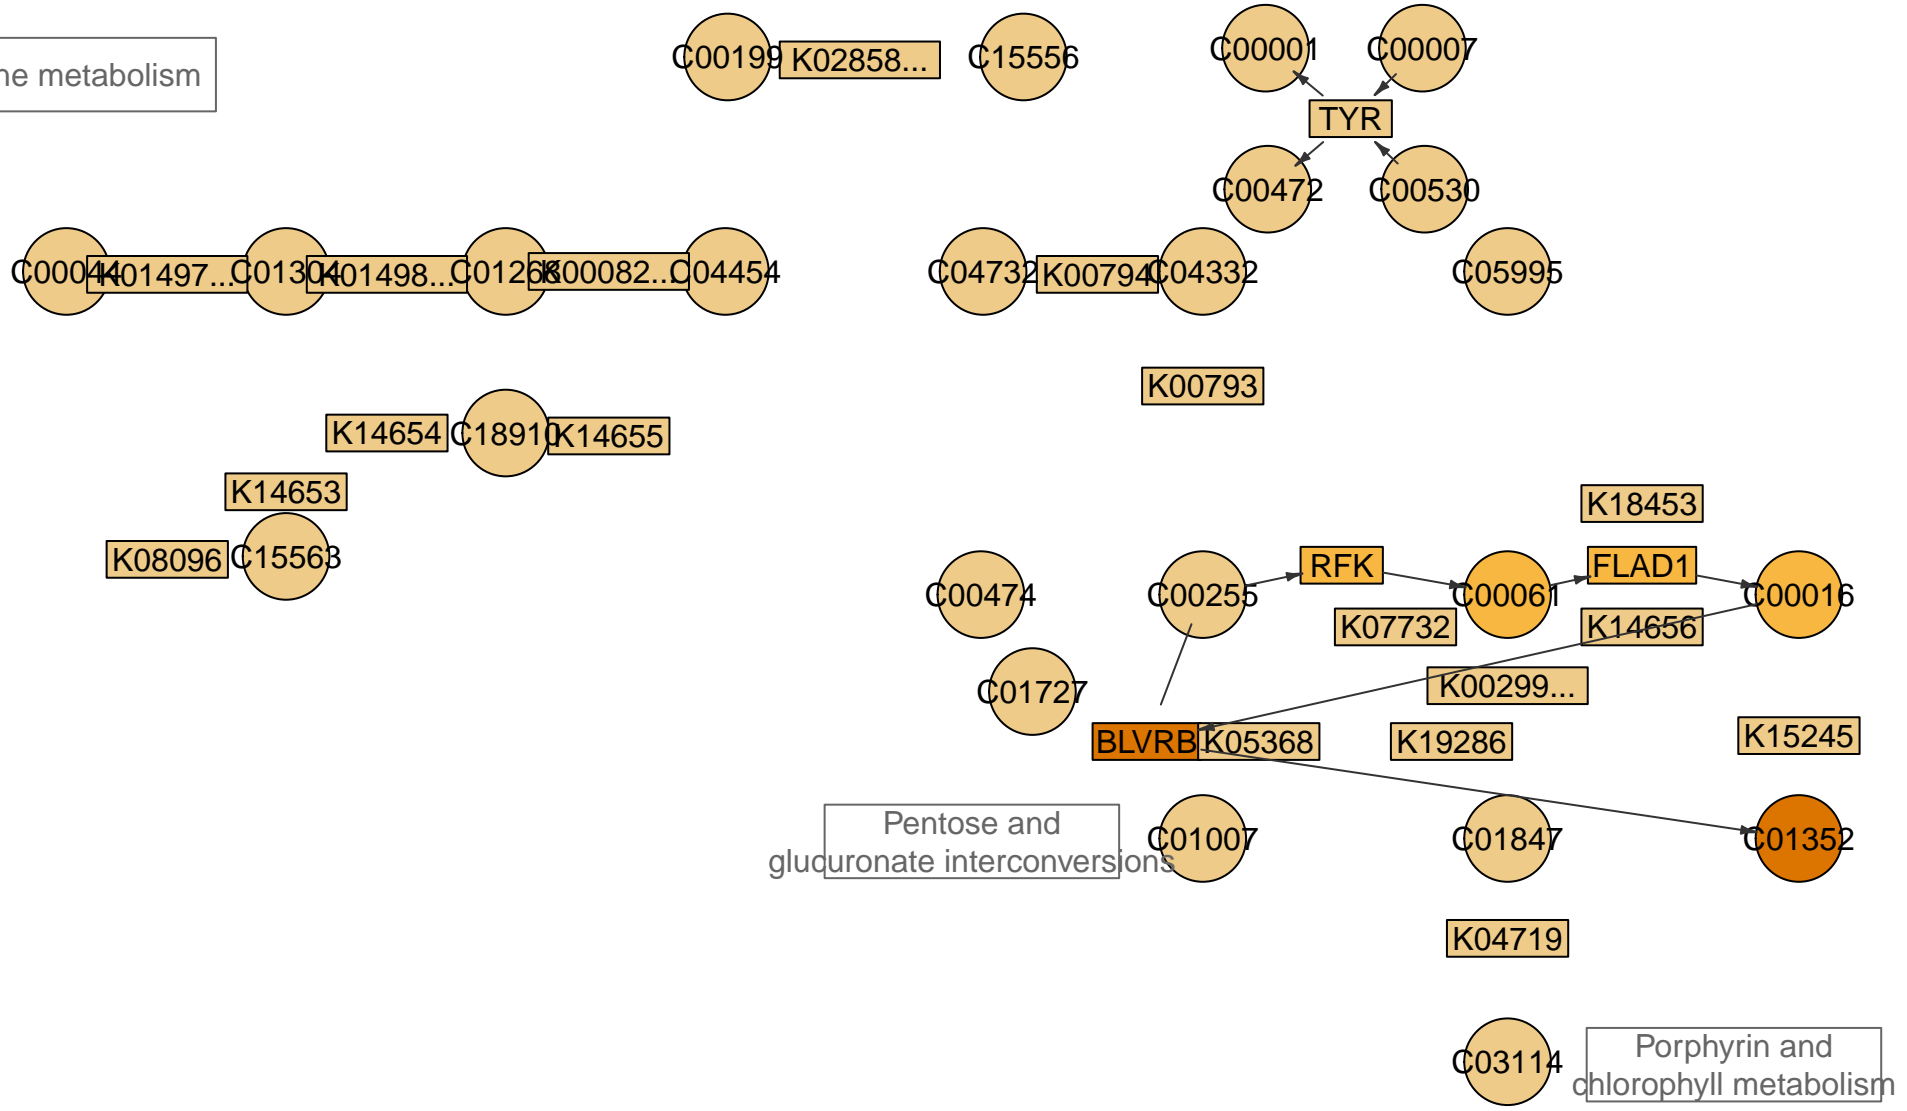 C00199
K02858...
C15556
C00001
C00007
ne metabolism
TYR
C00472
C00530
C00044
K01497...
C01304
K01498...
C01268
K00082...
C04454
C04732
K00794
C04332
C05995
K00793
K14654
C18910
K14655
K14653
K08096
C15563
K18453
RFK
FLAD1
C00474
C00255
C00061
C00016
K07732
K14656
C01727
K00299...
BLVRB
K05368
K19286
K15245
Pentose and
glucuronate interconversions
C01007
C01847
C01352
K04719
C03114
Porphyrin and
chlorophyll metabolism